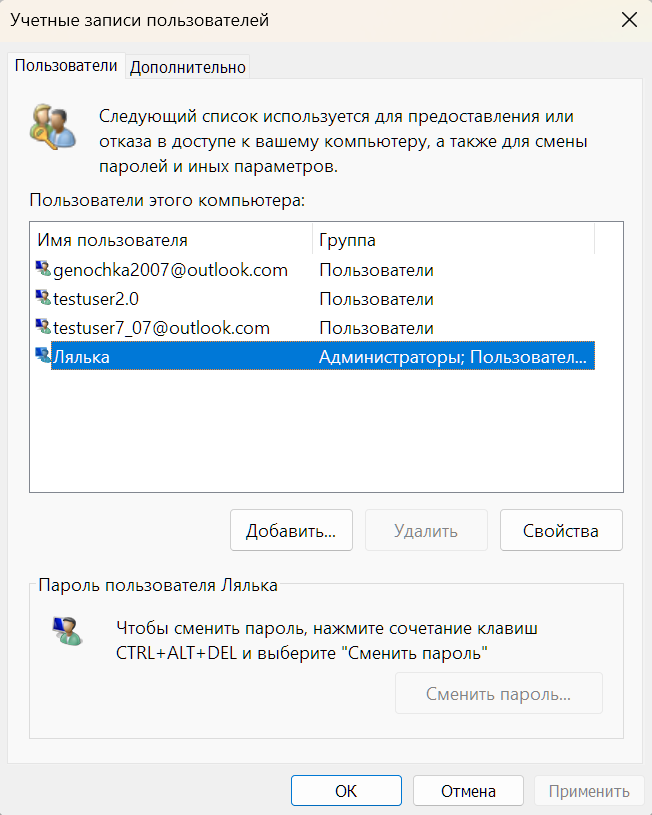 Учетные записи пользователей
Пользователи
Дополнительно
Следующий список используется для предоставления или
отказа в доступе к вашему компьютеру, а также для смены
паролей и иных параметров.
Пользователи этого компьютера:
Имя пользователя Группа
genochka2007@outlook.com Пользователи
testuser2.0 Пользователи
testuser7_07@outlook.com Пользователи
Лялька Администраторы; Пользовател...
Добавить... Удалить Свойства
Пароль пользователя Лялька
Чтобы сменить пароль, нажмите сочетание клавиш
CTRL+ALT+DEL и выберите "Сменить пароль"
Сменить пароль...
ОК Отмена Применить